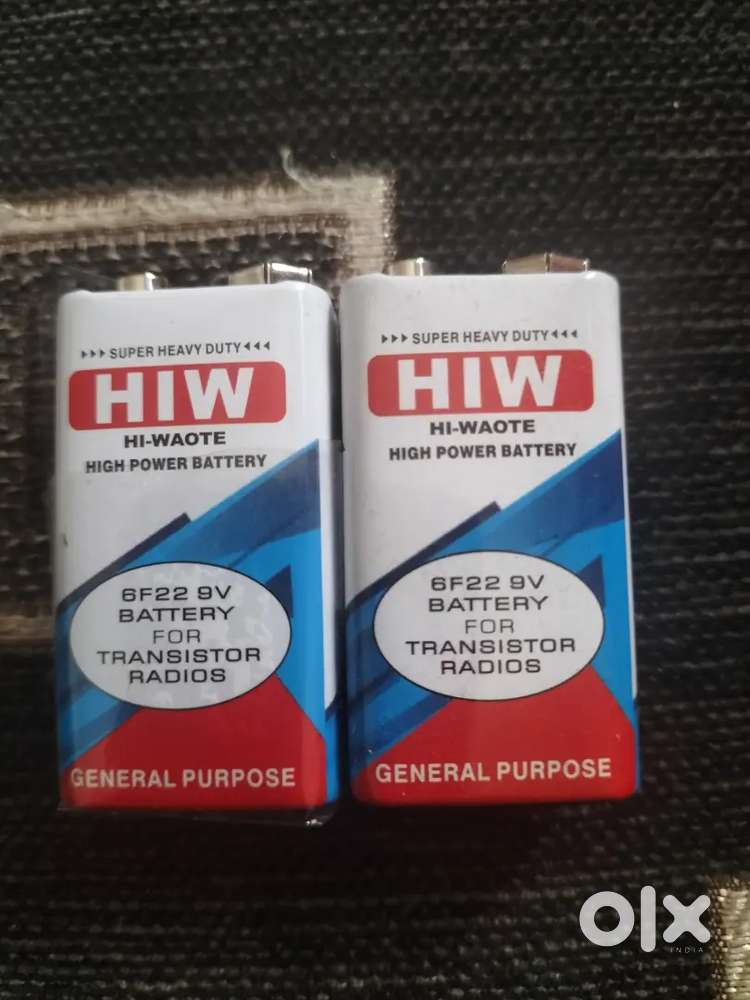 ▸▸▸ SUPER HEAVY DUTY ◂◂◂
HIW
HI-WAOTE
HIGH POWER BATTERY
6F22 9V
BATTERY
FOR
TRANSISTOR
RADIOS
GENERAL PURPOSE
▸▸▸ SUPER HEAVY DUTY ◂◂◂
HIW
HI-WAOTE
HIGH POWER BATTERY
6F22 9V
BATTERY
FOR
TRANSISTOR
RADIOS
GENERAL PURPOSE
olx
INDIA